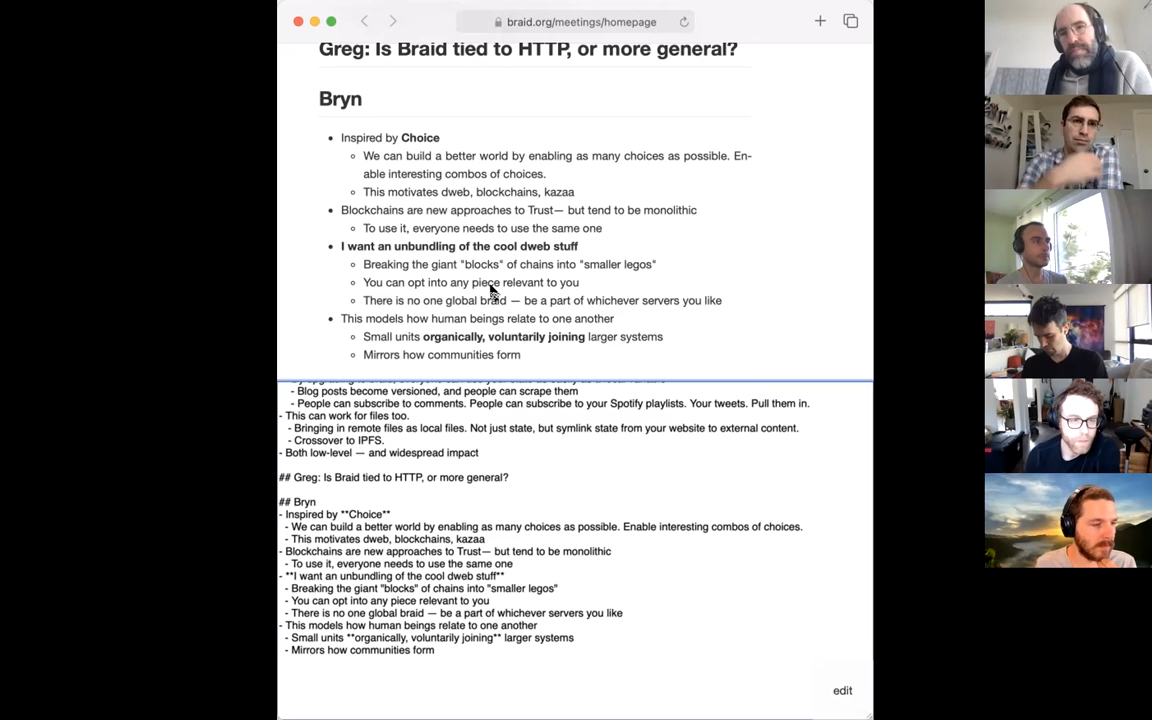 braid.org/meetings/homepage
Greg: Is Braid tied to HTTP, or more general?
Bryn
• Inspired by Choice
◦ We can build a better world by enabling as many choices as possible. En-
able interesting combos of choices.
◦ This motivates dweb, blockchains, kazaa
• Blockchains are new approaches to Trust— but tend to be monolithic
◦ To use it, everyone needs to use the same one
• I want an unbundling of the cool dweb stuff
◦ Breaking the giant "blocks" of chains into "smaller legos"
◦ You can opt into any piece relevant to you
◦ There is no one global braid — be a part of whichever servers you like
• This models how human beings relate to one another
◦ Small units organically, voluntarily joining larger systems
◦ Mirrors how communities form
- Blog posts become versioned, and people can scrape them
- People can subscribe to comments. People can subscribe to your Spotify playlists. Your tweets. Pull them in.
- This can work for files too.
- Bringing in remote files as local files. Not just state, but symlink state from your website to external content.
- Crossover to IPFS.
- Both low-level — and widespread impact
## Greg: Is Braid tied to HTTP, or more general?
## Bryn
- Inspired by **Choice**
- We can build a better world by enabling as many choices as possible. Enable interesting combos of choices.
- This motivates dweb, blockchains, kazaa
- Blockchains are new approaches to Trust— but tend to be monolithic
- To use it, everyone needs to use the same one
- **I want an unbundling of the cool dweb stuff**
- Breaking the giant "blocks" of chains into "smaller legos"
- You can opt into any piece relevant to you
- There is no one global braid — be a part of whichever servers you like
- This models how human beings relate to one another
- Small units **organically, voluntarily joining** larger systems
- Mirrors how communities form
edit